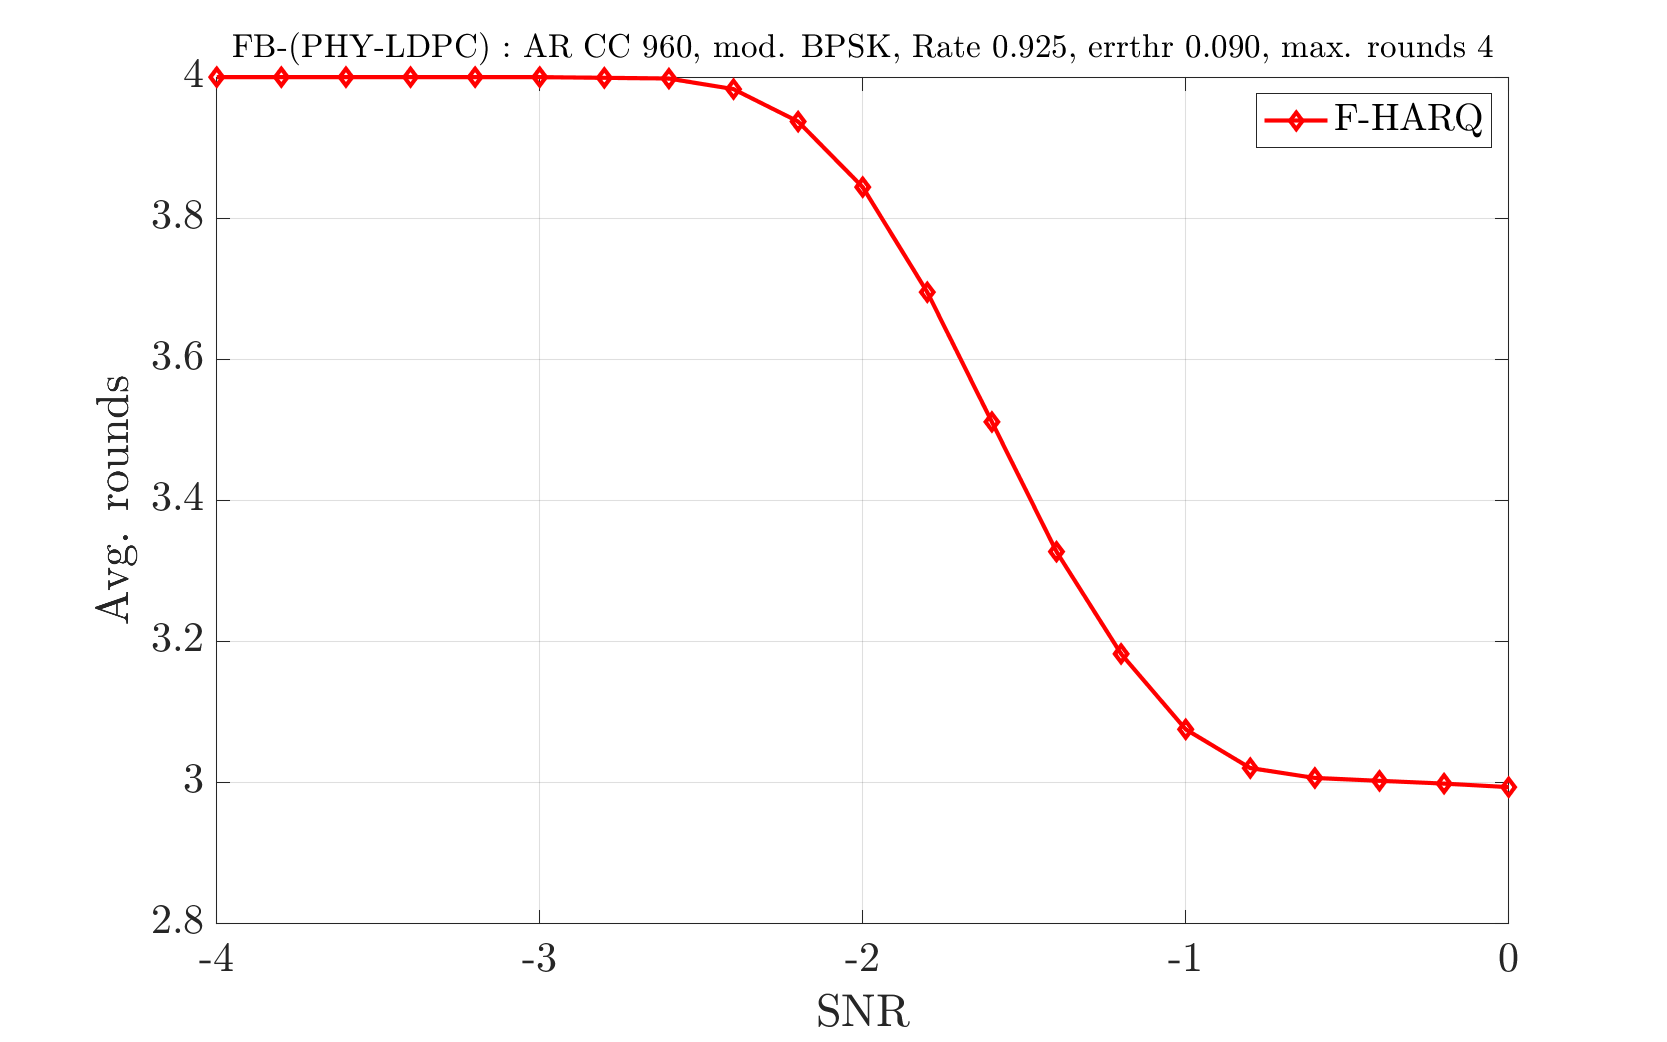 FB-(PHY-LDPC) : AR CC 960, mod. BPSK, Rate 0.925, errthr 0.090, max. rounds 4
F-HARQ
4
3.8
3.6
3.4
3.2
3
2.8
Avg. rounds
-4 -3 -2 -1 0
SNR